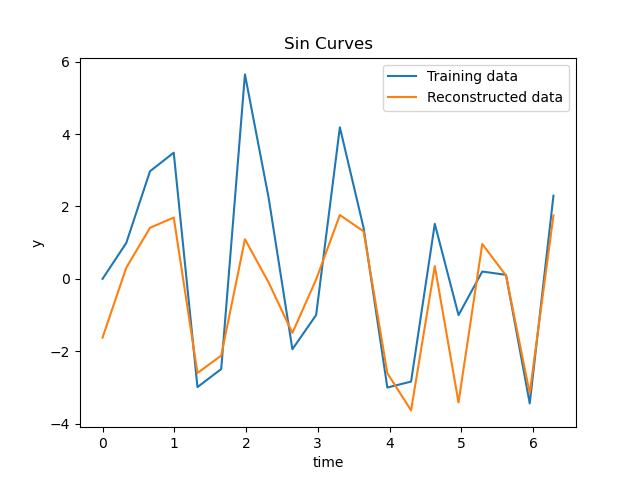 Sin Curves
Training data
Reconstructed data
6
4
2
0
−2
−4
y
0 1 2 3 4 5 6
time